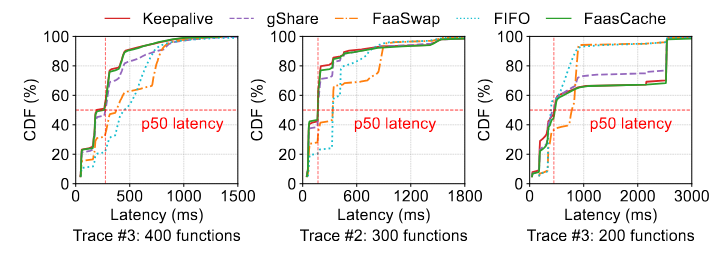 Keepalive gShare FaaSwap FIFO FaasCache
CDF (%)
100
80
60
40
20
0
p50 latency
0 500 1000 1500
Latency (ms)
Trace #3: 400 functions
CDF (%)
100
80
60
40
20
0
p50 latency
0 600 1200 1800
Latency (ms)
Trace #2: 300 functions
CDF (%)
100
80
60
40
20
0
p50 latency
0 1000 2000 3000
Latency (ms)
Trace #3: 200 functions